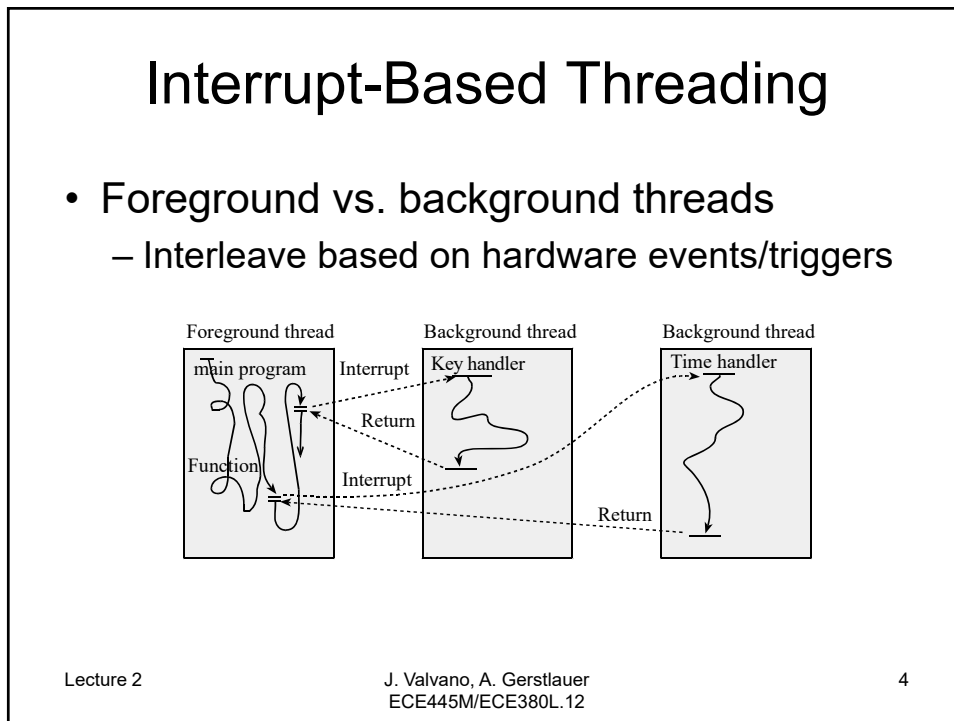 Interrupt-Based Threading
• Foreground vs. background threads
– Interleave based on hardware events/triggers
Foreground thread
Background thread
Background thread
main program
Interrupt
Key handler
Time handler
Return
Function
Interrupt
Return
Lecture 2
J. Valvano, A. Gerstlauer
ECE445M/ECE380L.12
4